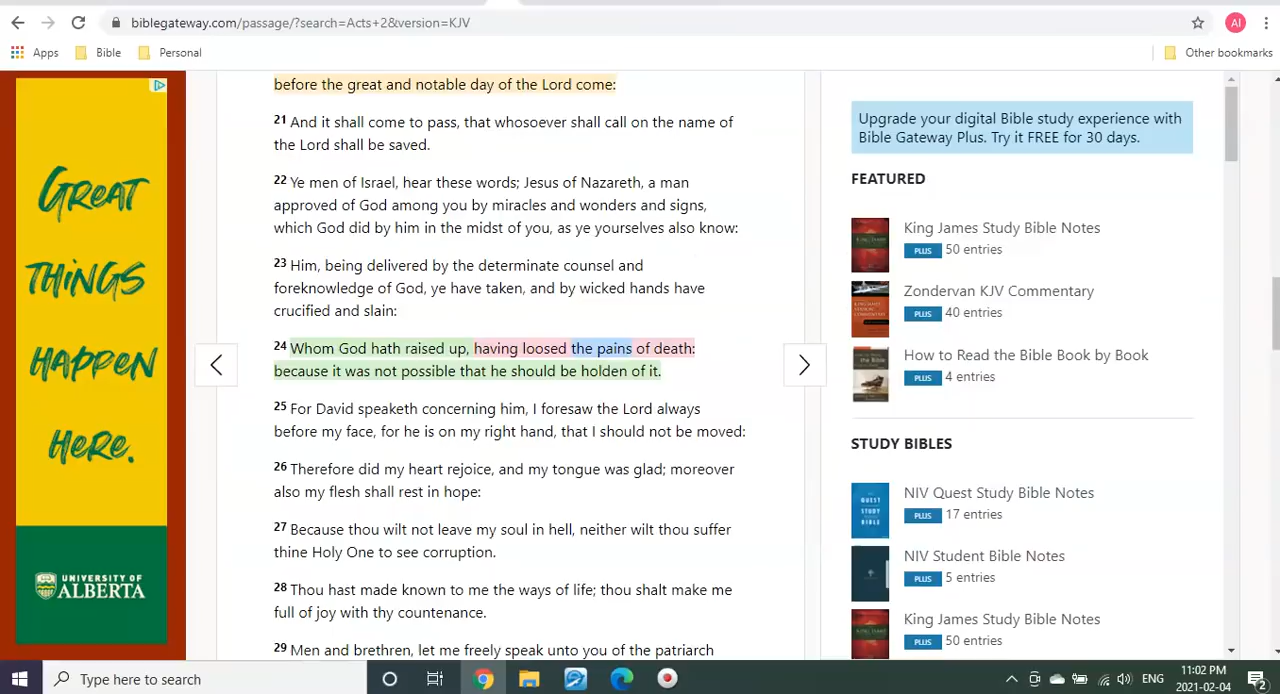 biblegateway.com/passage/?search=Acts+2&version=KJV
AI
Apps
Bible
Personal
Other bookmarks
GREAT
THINGS
HAPPEN
HERE.
UNIVERSITY OF
ALBERTA
before the great and notable day of the Lord come:
21 And it shall come to pass, that whosoever shall call on the name of
the Lord shall be saved.
22 Ye men of Israel, hear these words; Jesus of Nazareth, a man
approved of God among you by miracles and wonders and signs,
which God did by him in the midst of you, as ye yourselves also know:
23 Him, being delivered by the determinate counsel and
foreknowledge of God, ye have taken, and by wicked hands have
crucified and slain:
24 Whom God hath raised up, having loosed the pains of death:
because it was not possible that he should be holden of it.
25 For David speaketh concerning him, I foresaw the Lord always
before my face, for he is on my right hand, that I should not be moved:
26 Therefore did my heart rejoice, and my tongue was glad; moreover
also my flesh shall rest in hope:
27 Because thou wilt not leave my soul in hell, neither wilt thou suffer
thine Holy One to see corruption.
28 Thou hast made known to me the ways of life; thou shalt make me
full of joy with thy countenance.
29 Men and brethren, let me freely speak unto you of the patriarch
Upgrade your digital Bible study experience with
Bible Gateway Plus. Try it FREE for 30 days.
FEATURED
King James Study Bible Notes
PLUS 50 entries
Zondervan KJV Commentary
PLUS 40 entries
How to Read the Bible Book by Book
PLUS 4 entries
STUDY BIBLES
NIV Quest Study Bible Notes
PLUS 17 entries
NIV Student Bible Notes
PLUS 5 entries
King James Study Bible Notes
PLUS 50 entries
Type here to search
ENG
11:02 PM
2021-02-04
2